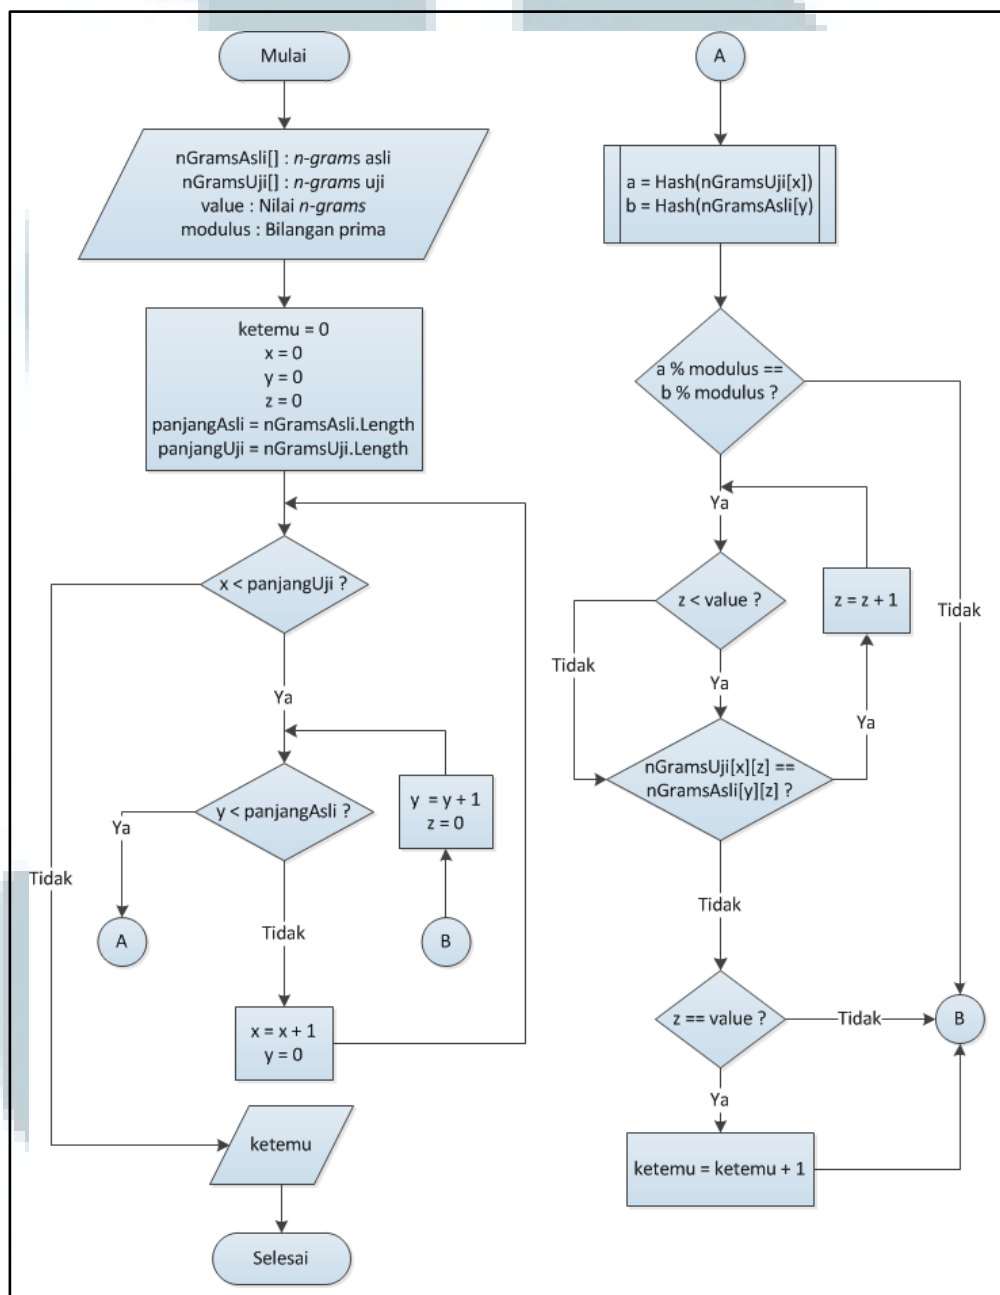 Mulai
nGramsAsli[] : n-grams asli
nGramsUji[] : n-grams uji
value : Nilai n-grams
modulus : Bilangan prima
ketemu = 0
x = 0
y = 0
z = 0
panjangAsli = nGramsAsli.Length
panjangUji = nGramsUji.Length
x < panjangUji ?
Ya
y < panjangAsli ?
y = y + 1
z = 0
Ya
Tidak
A
Tidak
B
x = x + 1
y = 0
ketemu
Selesai
A
a = Hash(nGramsUji[x])
b = Hash(nGramsAsli[y)
a % modulus ==
b % modulus ?
Ya
z < value ?
z = z + 1
Tidak
Tidak
Ya
Ya
nGramsUji[x][z] ==
nGramsAsli[y][z] ?
Tidak
z == value ?
Tidak
B
Ya
ketemu = ketemu + 1